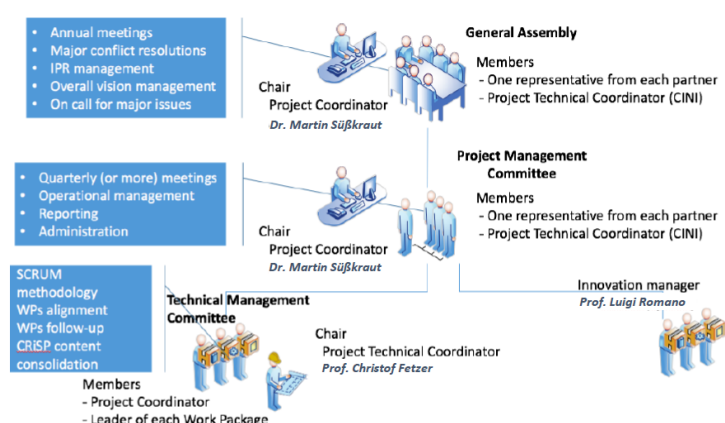 • Annual meetings
• Major conflict resolutions
• IPR management
• Overall vision management
• On call for major issues
Chair
Project Coordinator
Dr. Martin Süßkraut
General Assembly
Members
- One representative from each partner
- Project Technical Coordinator (CINI)
• Quarterly (or more) meetings
• Operational management
• Reporting
• Administration
Chair
Project Coordinator
Dr. Martin Süßkraut
Project Management
Committee
Members
- One representative from each partner
- Project Technical Coordinator (CINI)
SCRUM
methodology
WPs alignment
WPs follow-up
CRiSP content
consolidation
Technical Management
Committee
Chair
Project Technical Coordinator
Prof. Christof Fetzer
Members
- Project Coordinator
- Leader of each Work Package
Innovation manager
Prof. Luigi Romano